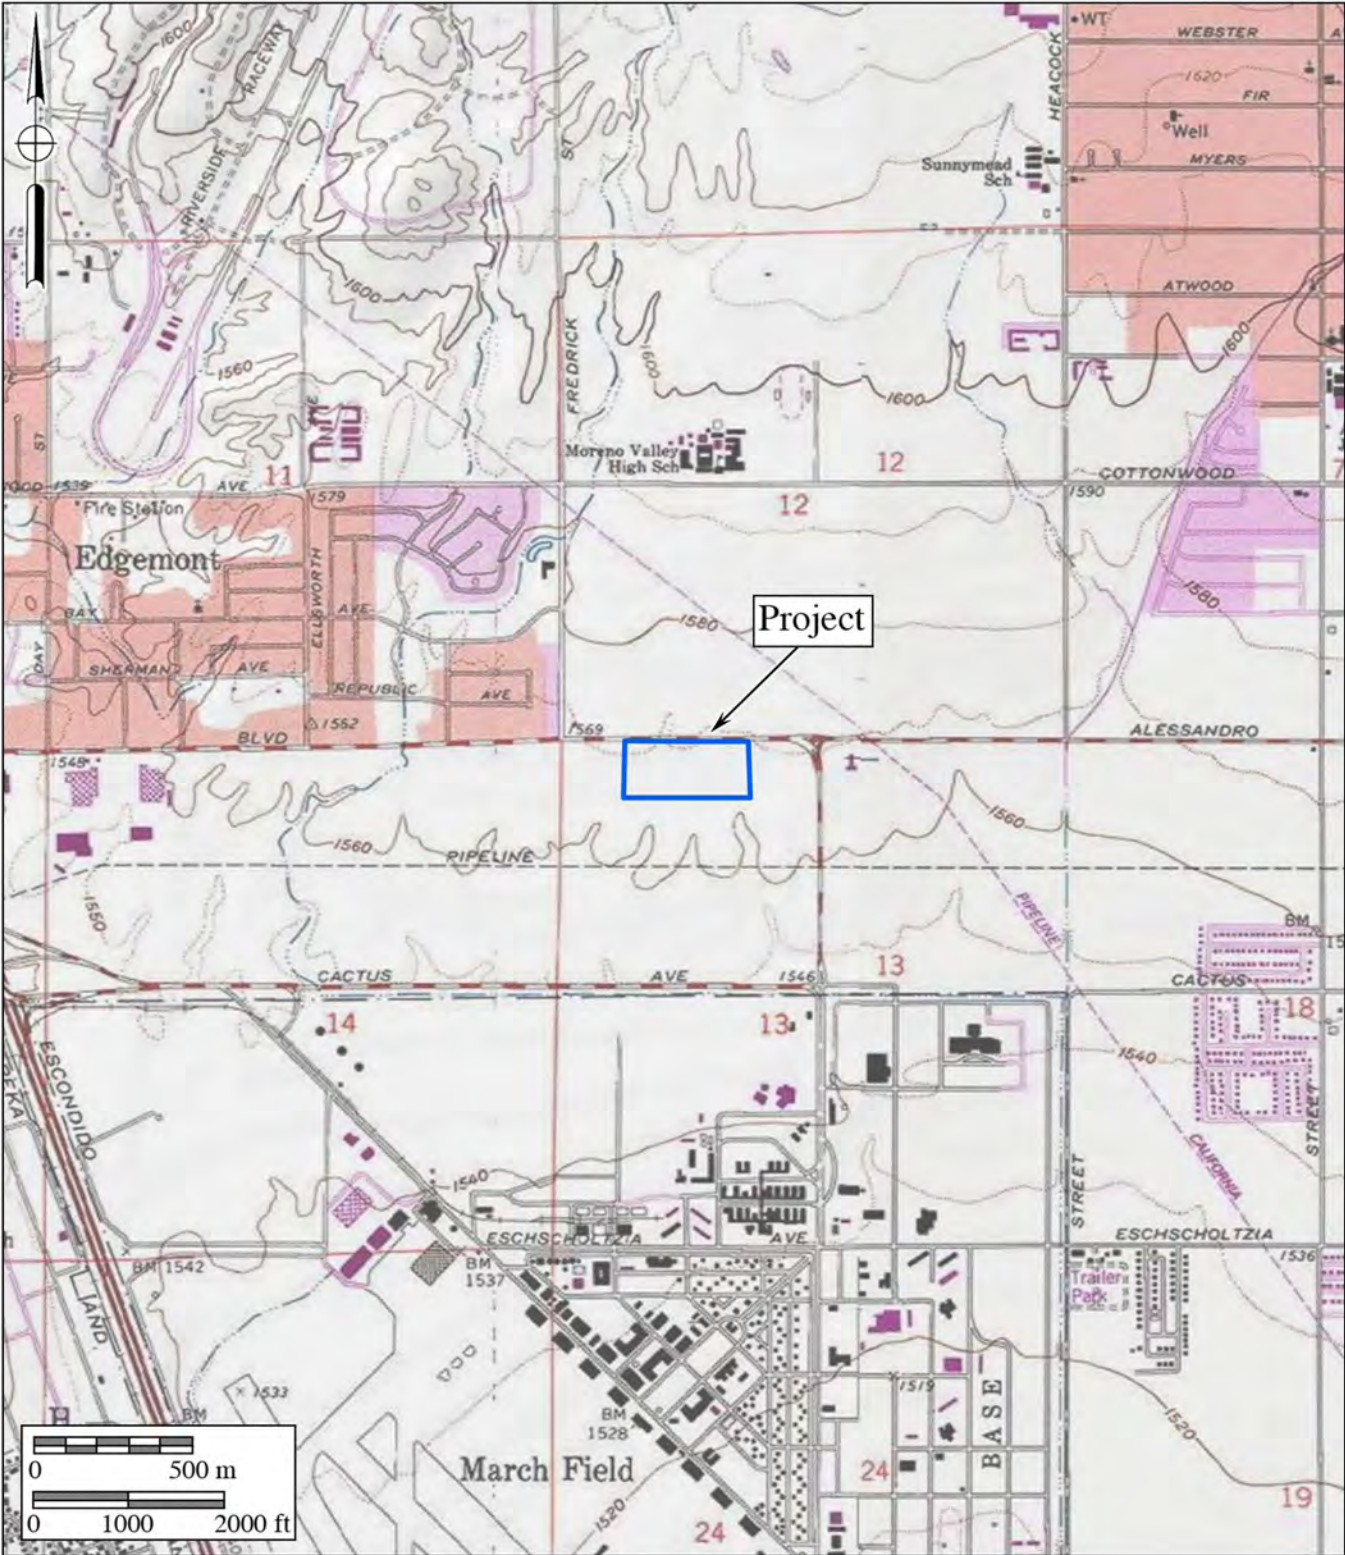 1600
RACEWAY
RIVERSIDE
ST
HEACOCK
WT
WEBSTER
1620
FIR
Well
MYERS
Sunnymead
Sch
ATWOOD
1600
1600
FREDRICK
1600
1560
1600
ST
Moreno Valley
High Sch
11
12
COTTONWOOD
7
1539
AVE
1579
1590
Fire Station
12
Edgemont
ELLSWORTH
BAY
AVE
1580
1580
Project
DAY
SHERMAN
AVE
REPUBLIC
AVE
1562
BLVD
1569
ALESSANDRO
1548
1560
PIPELINE
1560
1550
PIPELINE
BM
CACTUS
AVE
1546
13
CACTUS
14
13
18
ESCONDIDO
1540
STREET
CALIFORNIA
STREET
1540
ESCHSCHOLTZIA
AVE
ESCHSCHOLTZIA
BM 1542
BM
1537
1536
Trailer
Park
LAND
1533
1519
BASE
BM
BM
1528
1520
March Field
24
19
1520
24
0
500 m
0
1000
2000 ft